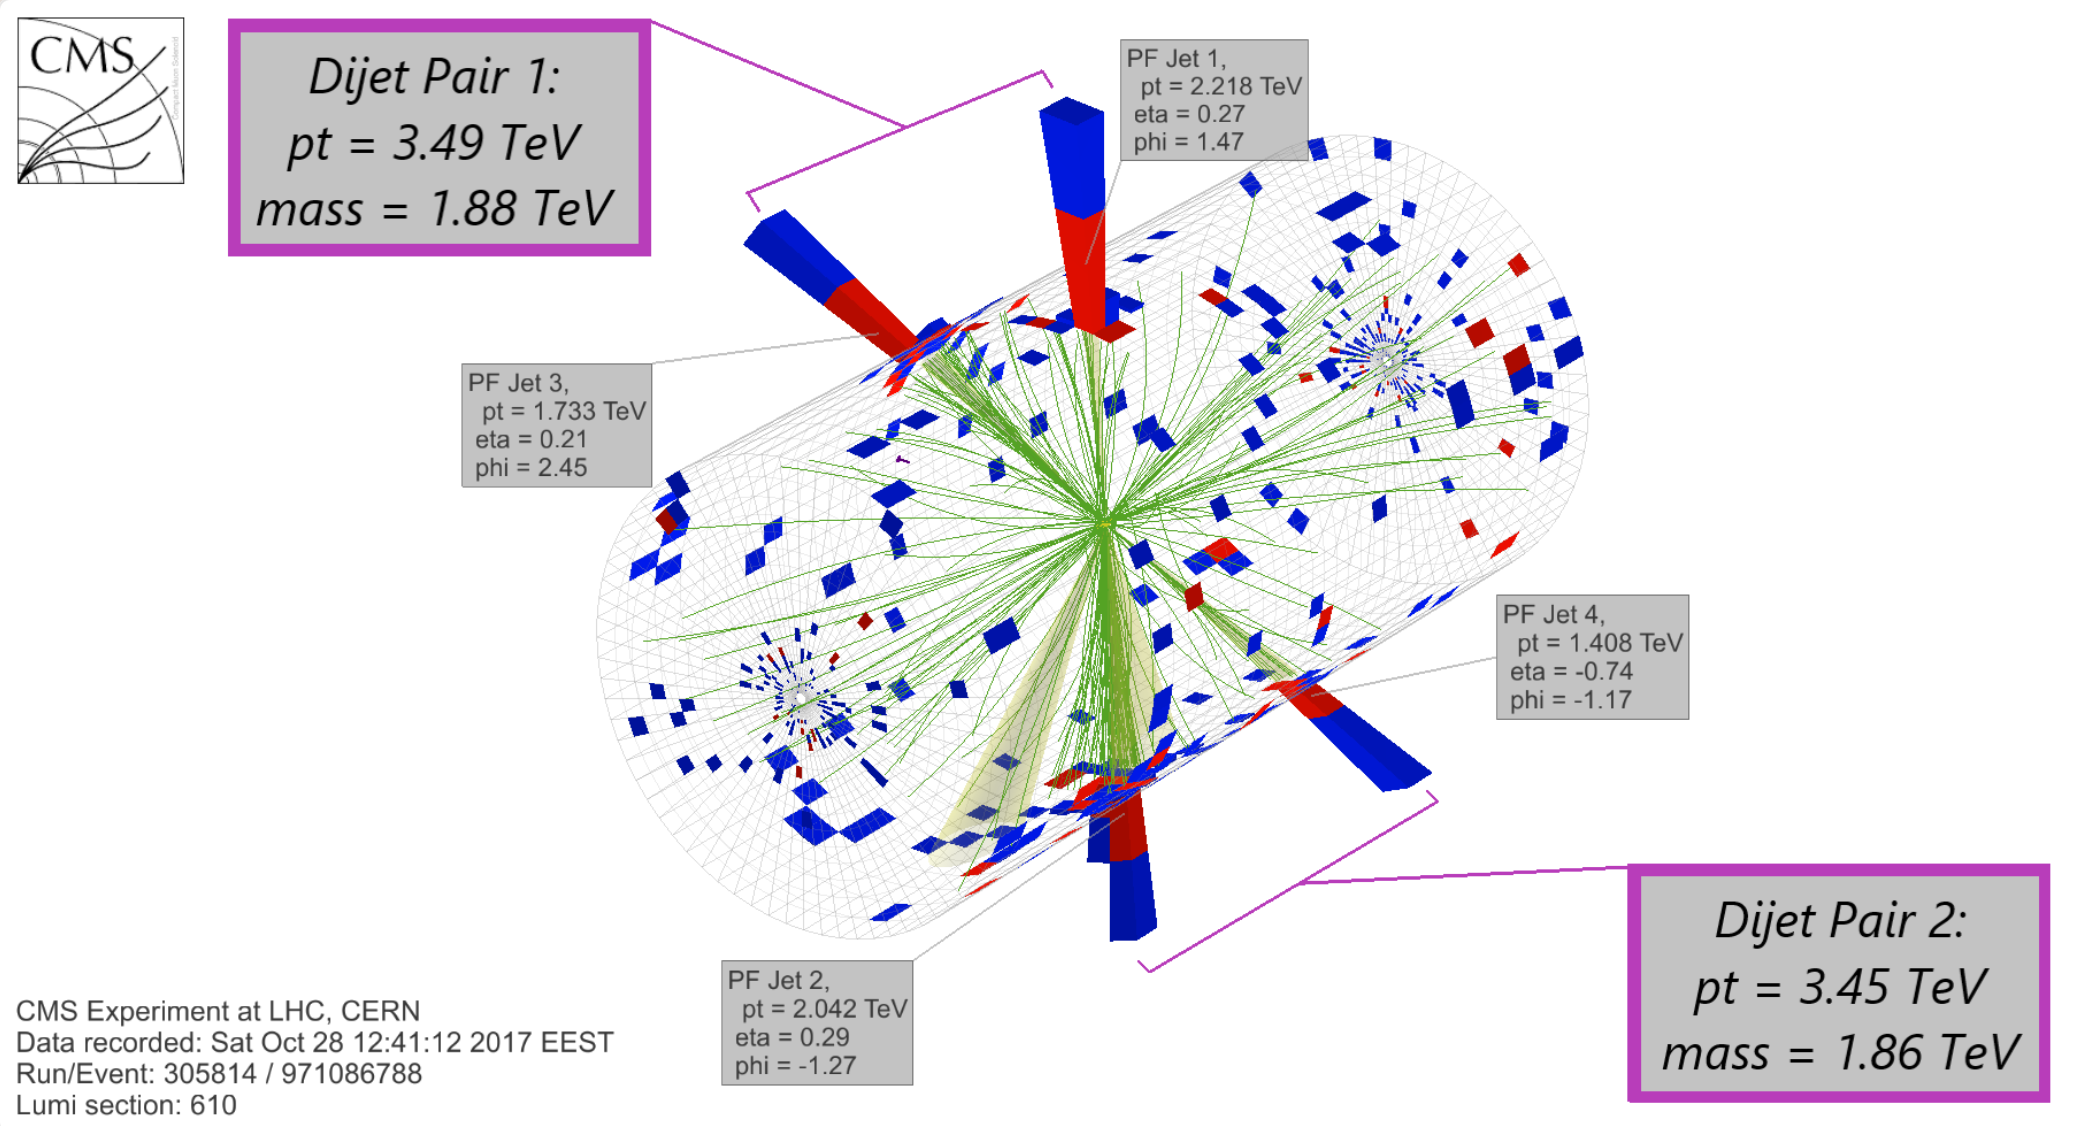 CMS
Compact Muon Solenoid
Dijet Pair 1:
pt = 3.49 TeV
mass = 1.88 TeV
PF Jet 1,
pt = 2.218 TeV
eta = 0.27
phi = 1.47
PF Jet 3,
pt = 1.733 TeV
eta = 0.21
phi = 2.45
PF Jet 4,
pt = 1.408 TeV
eta = -0.74
phi = -1.17
PF Jet 2,
pt = 2.042 TeV
eta = 0.29
phi = -1.27
Dijet Pair 2:
pt = 3.45 TeV
mass = 1.86 TeV
CMS Experiment at LHC, CERN
Data recorded: Sat Oct 28 12:41:12 2017 EEST
Run/Event: 305814 / 971086788
Lumi section: 610